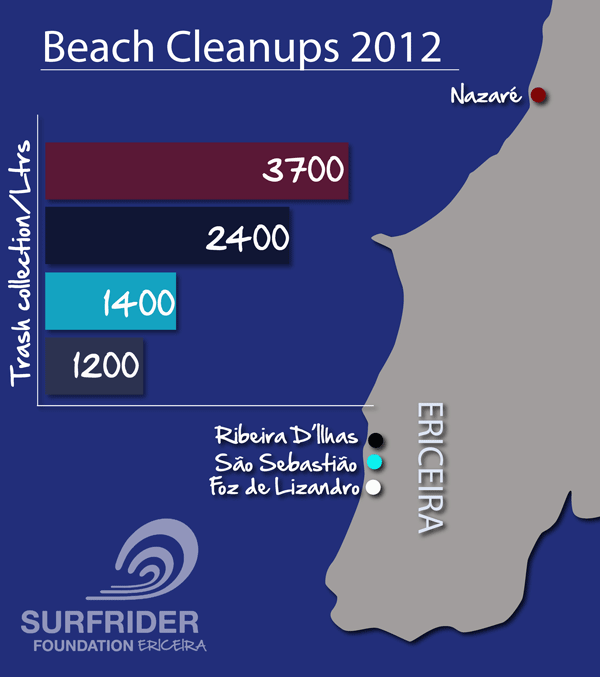 Beach Cleanups 2012
Nazaré
Trash collection/Ltrs
3700
2400
1400
1200
Ribeira D'Ilhas
São Sebastião
Foz de Lizandro
ERICEIRA
SURFRIDER
FOUNDATION ERICEIRA